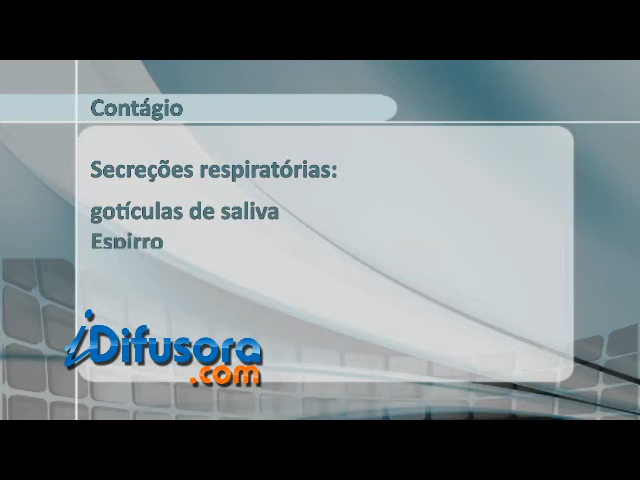 Contágio
Secreções respiratórias:
gotículas de saliva
Espirro
iDifusora
.com